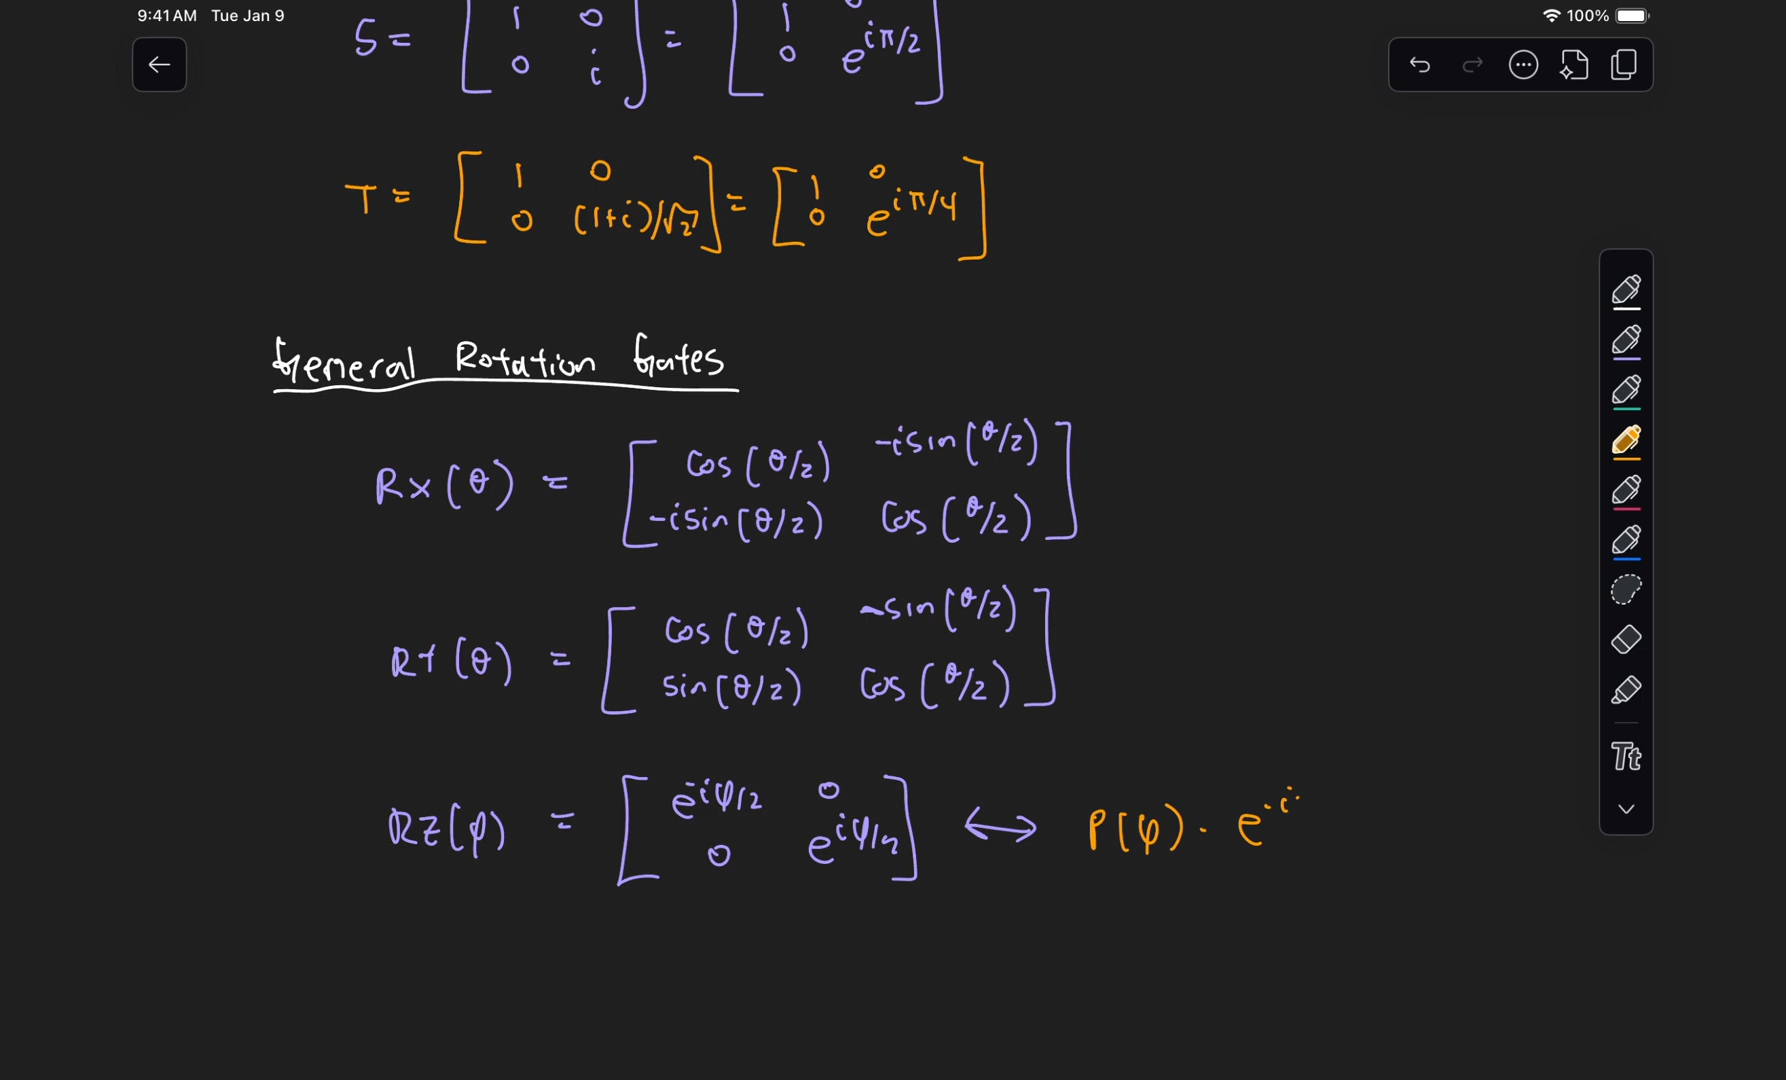 9:41 AM Tue Jan 9
100%
S = [ 1 0 ; 0 i ] = [ 1 0 ; 0 e^{iπ/2} ]
T = [ 1 0 ; 0 (1+i)/√2 ] = [ 1 0 ; 0 e^{iπ/4} ]
General Rotation Gates
Rx(θ) = [ cos(θ/2) -isin(θ/2) ; -isin(θ/2) cos(θ/2) ]
RY(θ) = [ cos(θ/2) -sin(θ/2) ; sin(θ/2) cos(θ/2) ]
RZ(φ) = [ e^{-iφ/2} 0 ; 0 e^{iφ/2} ] ↔ P(φ) · e^{-i
Tt